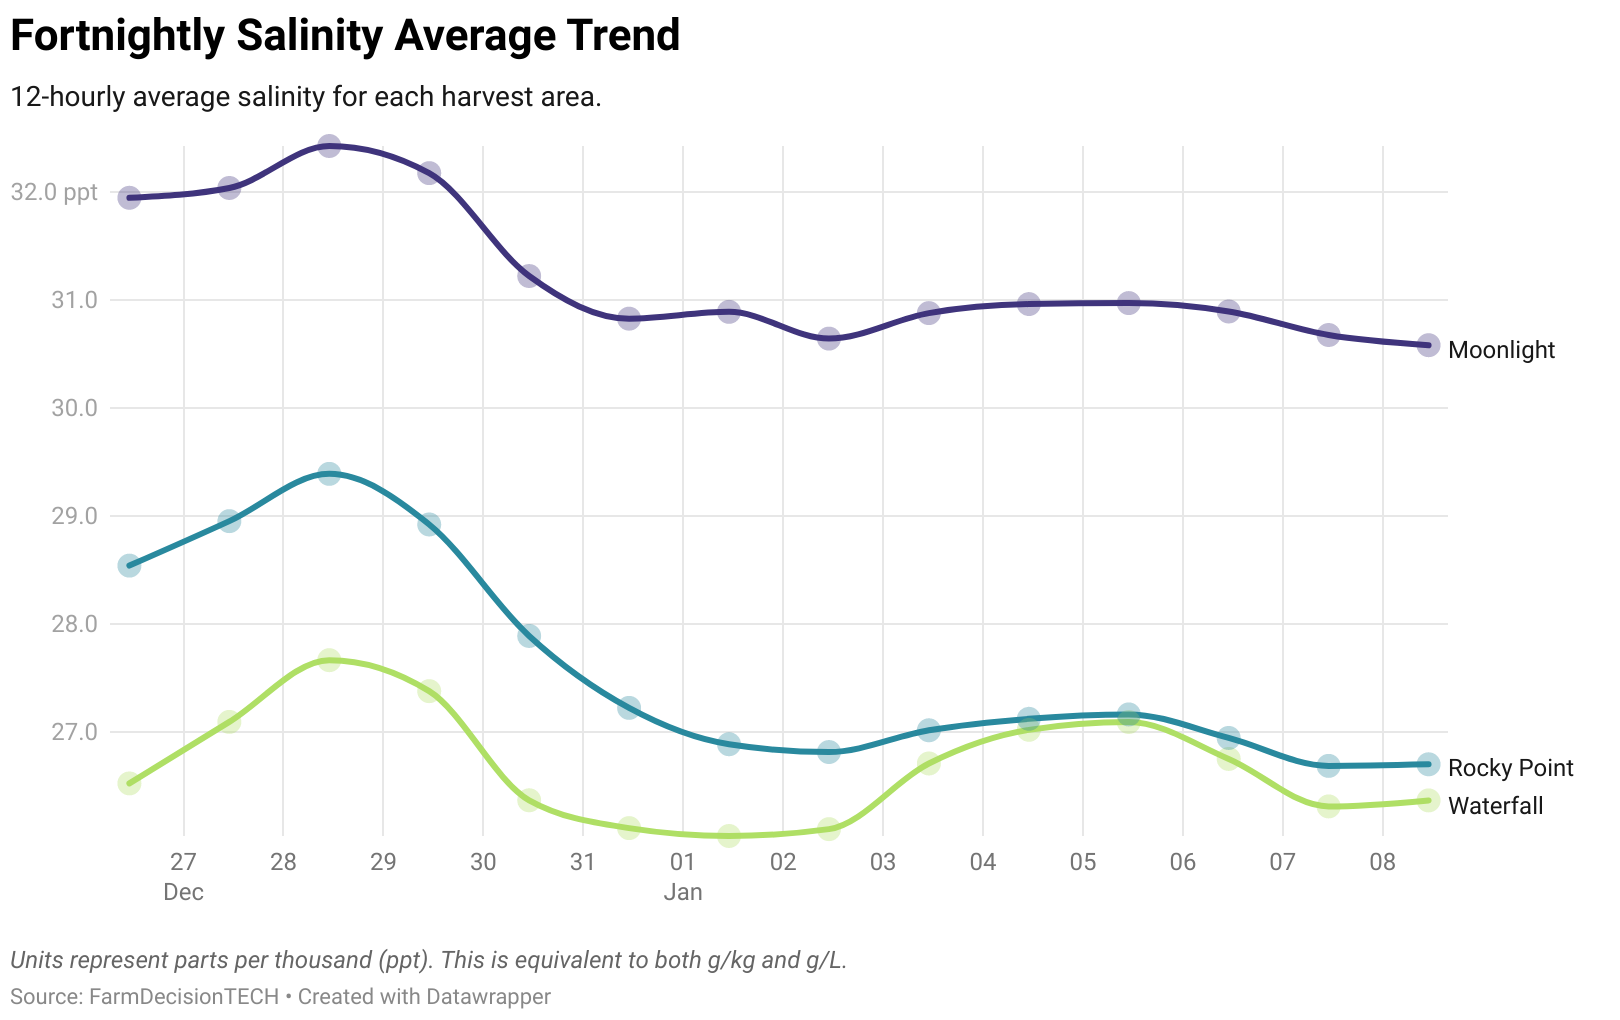 Fortnightly Salinity Average Trend
12-hourly average salinity for each harvest area.
32.0 ppt
31.0
30.0
29.0
28.0
27.0
Moonlight
Rocky Point
Waterfall
27 28 29 30 31 01 02 03 04 05 06 07 08
Dec Jan
Units represent parts per thousand (ppt). This is equivalent to both g/kg and g/L.
Source: FarmDecisionTECH • Created with Datawrapper